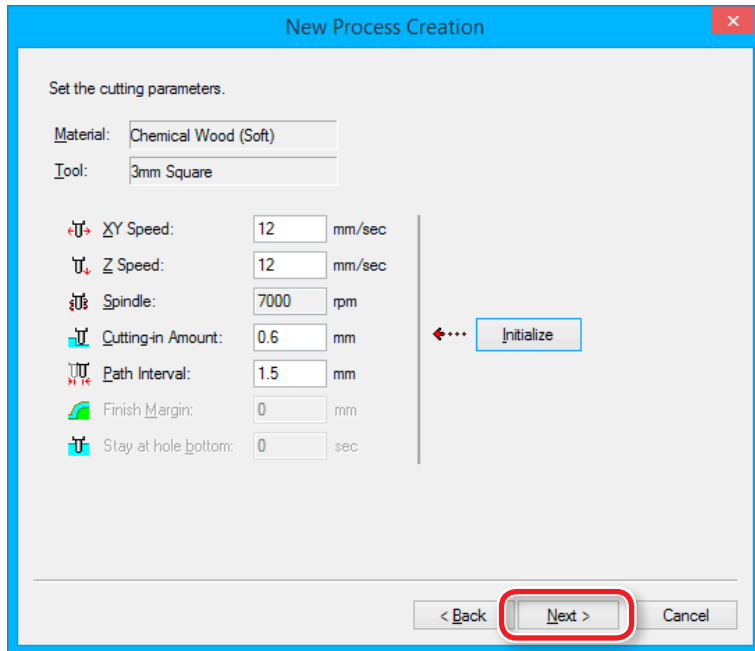 New Process Creation
Set the cutting parameters.
Material: Chemical Wood (Soft)
Tool: 3mm Square
XY Speed: 12 mm/sec
Z Speed: 12 mm/sec
Spindle: 7000 rpm
Cutting-in Amount: 0.6 mm
Initialize
Path Interval: 1.5 mm
Finish Margin: 0 mm
Stay at hole bottom: 0 sec
< Back Next > Cancel